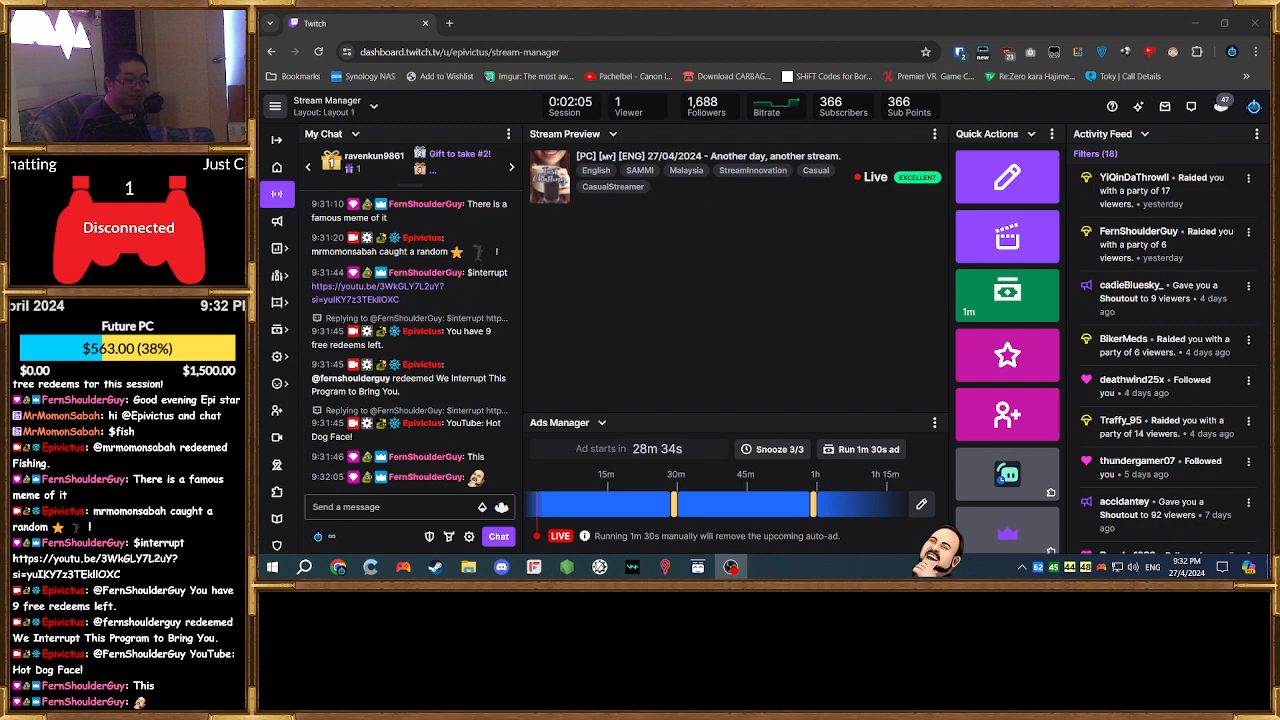 natting Just C
1
Disconnected
oril 2024 9:32 PI
Future PC
$563.00 (38%)
$0.00 $1,500.00
free redeems for this session!
FernShoulderGuy: Good evening Epi star
MrMomonSabah: hi @Epivictus and chat
MrMomonSabah: $fish
Epivictus: @mrmomonsabah redeemed
Fishing.
FernShoulderGuy: There is a famous
meme of it
Epivictus: mrmomonsabah caught a
random !
FernShoulderGuy: $interrupt
https://youtu.be/3WkGLY7L2uY?
si=yuIKY7z3TEklIOXC
Epivictus: @FernShoulderGuy You have
9 free redeems left.
Epivictus: @fernshoulderguy redeemed
We Interrupt This Program to Bring You.
Epivictus: @FernShoulderGuy YouTube:
Hot Dog Face!
FernShoulderGuy: This
FernShoulderGuy:
Twitch
dashboard.twitch.tv/u/epivictus/stream-manager
2
new
23
Bookmarks
Synology NAS
Add to Wishlist
Imgur: The most aw...
Pachelbel - Canon I...
Download CARBAG...
SHiFT Codes for Bor...
Premier VR Game C...
Re:Zero kara Hajime...
Toky | Call Details
»
Stream Manager
Layout: Layout 1
0:02:05
Session
1
Viewer
1,688
Followers
Bitrate
366
Subscribers
366
Sub Points
47
My Chat
1
ravenkun9861
1
Gift to take #2!
...
9:31:10 FernShoulderGuy: There is a
famous meme of it
9:31:20 Epivictus:
mrmomonsabah caught a random !
9:31:44 FernShoulderGuy: $interrupt
https://youtu.be/3WkGLY7L2uY?
si=yuIKY7z3TEklIOXC
Replying to @FernShoulderGuy: $interrupt http...
9:31:45 Epivictus: You have 9
free redeems left.
9:31:45 Epivictus:
@fernshoulderguy redeemed We Interrupt This
Program to Bring You.
Replying to @FernShoulderGuy: $interrupt http...
9:31:45 Epivictus: YouTube: Hot
Dog Face!
9:31:46 FernShoulderGuy: This
9:32:05 FernShoulderGuy:
Send a message
∞
Chat
Stream Preview
[PC] [ᴍʏ] [ENG] 27/04/2024 - Another day, another stream.
English SAMMI Malaysia StreamInnovation Casual
CasualStreamer
Live EXCELLENT
Ads Manager
Ad starts in 28m 34s
Snooze 3/3
Run 1m 30s ad
15m 30m 45m 1h 1h 15m
LIVE Running 1m 30s manually will remove the upcoming auto-ad.
Quick Actions
1m
Activity Feed
Filters (18)
YiQinDaThrowII • Raided you
with a party of 17
viewers. • yesterday
FernShoulderGuy • Raided you
with a party of 6
viewers. • yesterday
cadieBluesky_ • Gave you a
Shoutout to 9 viewers • 4 days
ago
BikerMeds • Raided you with a
party of 6 viewers. • 4 days ago
deathwind25x • Followed
you • 4 days ago
Traffy_95 • Raided you with a
party of 14 viewers. • 4 days ago
thundergamer07 • Followed
you • 5 days ago
accidantey • Gave you a
Shoutout to 92 viewers • 7 days
ago
62 45 44 48
ENG
9:32 PM
27/4/2024